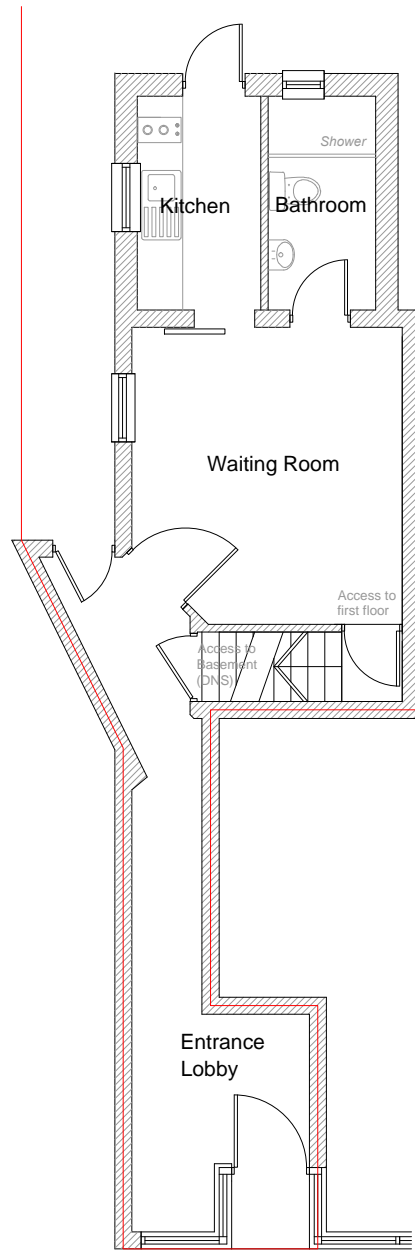 Shower
Kitchen
Bathroom
Waiting Room
Access to
first floor
Access to
Basement
(DNS)
Entrance
Lobby